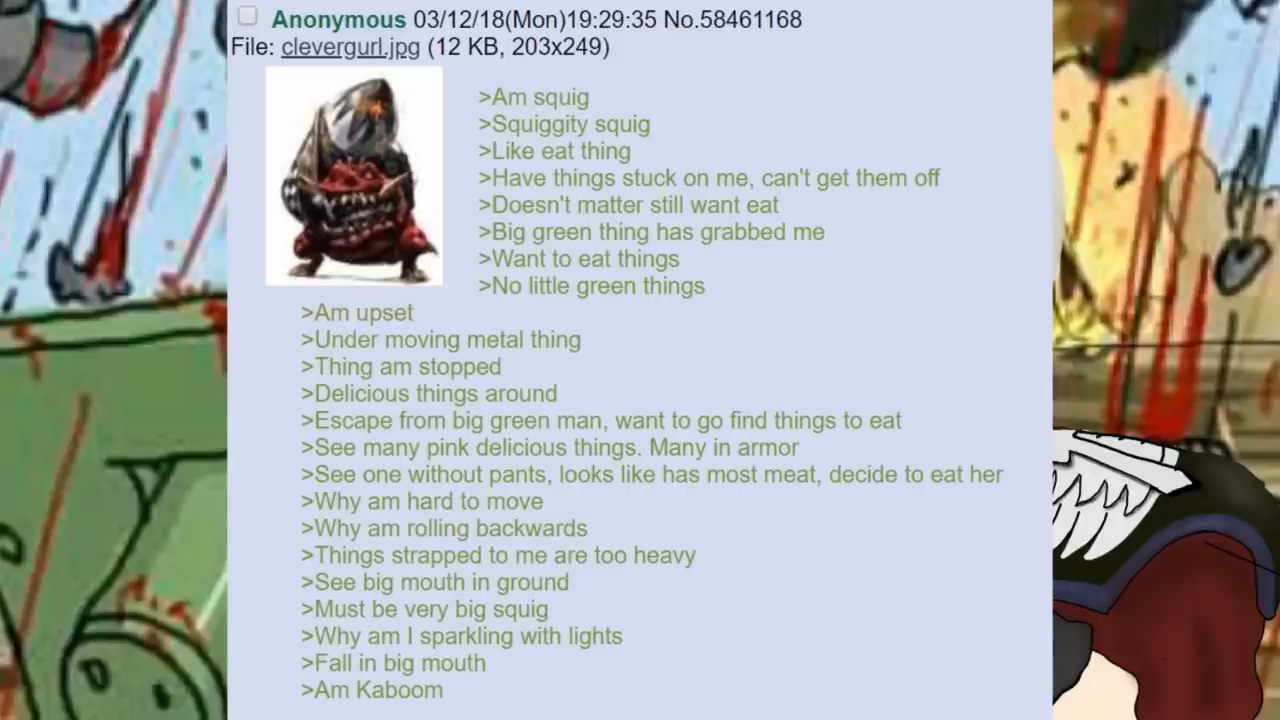 Anonymous 03/12/18(Mon)19:29:35 No.58461168
File: clevergurl.jpg (12 KB, 203x249)
>Am squig
>Squiggity squig
>Like eat thing
>Have things stuck on me, can't get them off
>Doesn't matter still want eat
>Big green thing has grabbed me
>Want to eat things
>No little green things
>Am upset
>Under moving metal thing
>Thing am stopped
>Delicious things around
>Escape from big green man, want to go find things to eat
>See many pink delicious things. Many in armor
>See one without pants, looks like has most meat, decide to eat her
>Why am hard to move
>Why am rolling backwards
>Things strapped to me are too heavy
>See big mouth in ground
>Must be very big squig
>Why am I sparkling with lights
>Fall in big mouth
>Am Kaboom